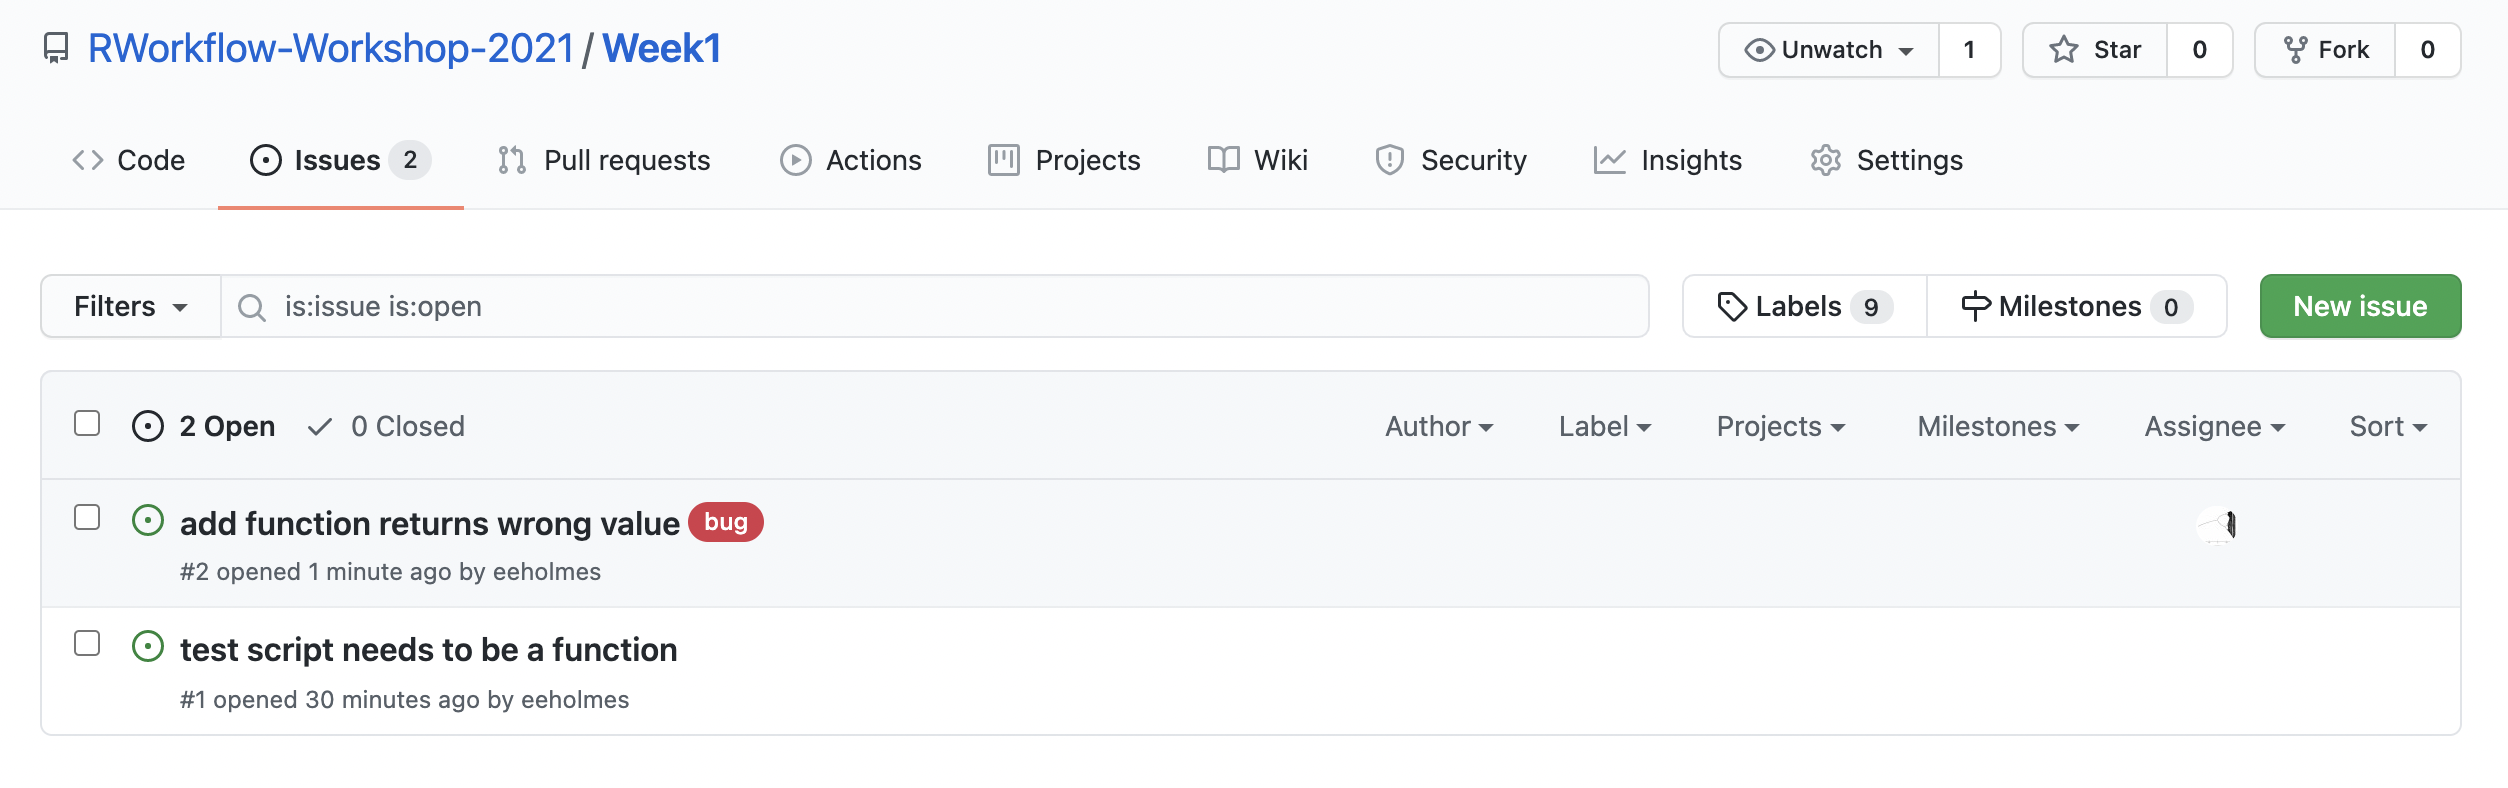 RWorkflow-Workshop-2021 / Week1 Unwatch 1 Star 0 Fork 0
Code Issues 2 Pull requests Actions Projects Wiki Security Insights Settings
Filters is:issue is:open Labels 9 Milestones 0 New issue
2 Open 0 Closed Author Label Projects Milestones Assignee Sort
add function returns wrong value bug
#2 opened 1 minute ago by eeholmes
test script needs to be a function
#1 opened 30 minutes ago by eeholmes